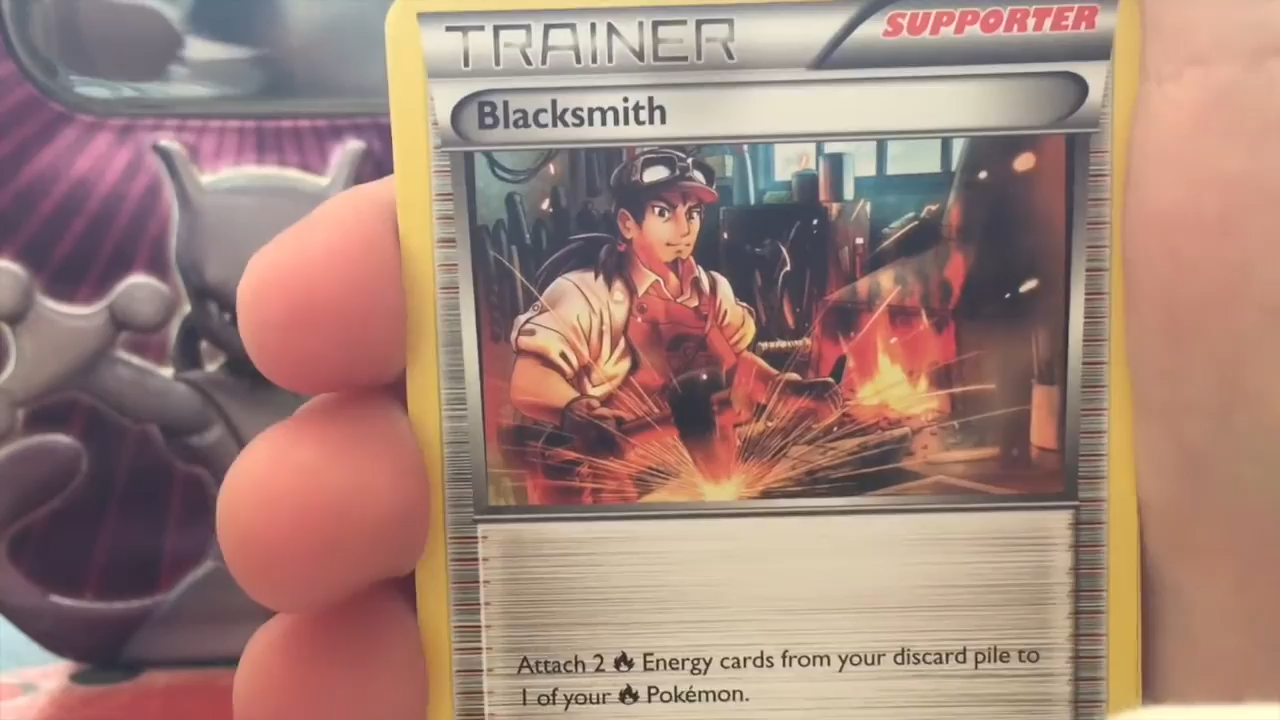 TRAINER
SUPPORTER
Blacksmith
Attach 2 🔥 Energy cards from your discard pile to
1 of your 🔥 Pokémon.